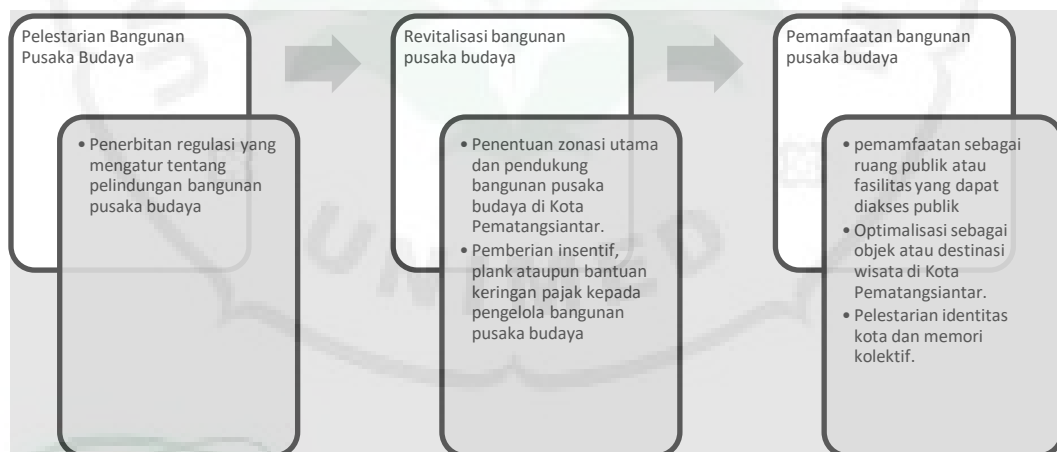 Pelestarian Bangunan
Pusaka Budaya
• Penerbitan regulasi yang
mengatur tentang
pelindungan bangunan
pusaka budaya
Revitalisasi bangunan
pusaka budaya
• Penentuan zonasi utama
dan pendukung
bangunan pusaka
budaya di Kota
Pematangsiantar.
• Pemberian insentif,
plank ataupun bantuan
keringan pajak kepada
pengelola bangunan
pusaka budaya
Pemamfaatan bangunan
pusaka budaya
• pemamfaatan sebagai
ruang publik atau
fasilitas yang dapat
diakses publik
• Optimalisasi sebagai
objek atau destinasi
wisata di Kota
Pematangsiantar.
• Pelestarian identitas
kota dan memori
kolektif.
UNIMED